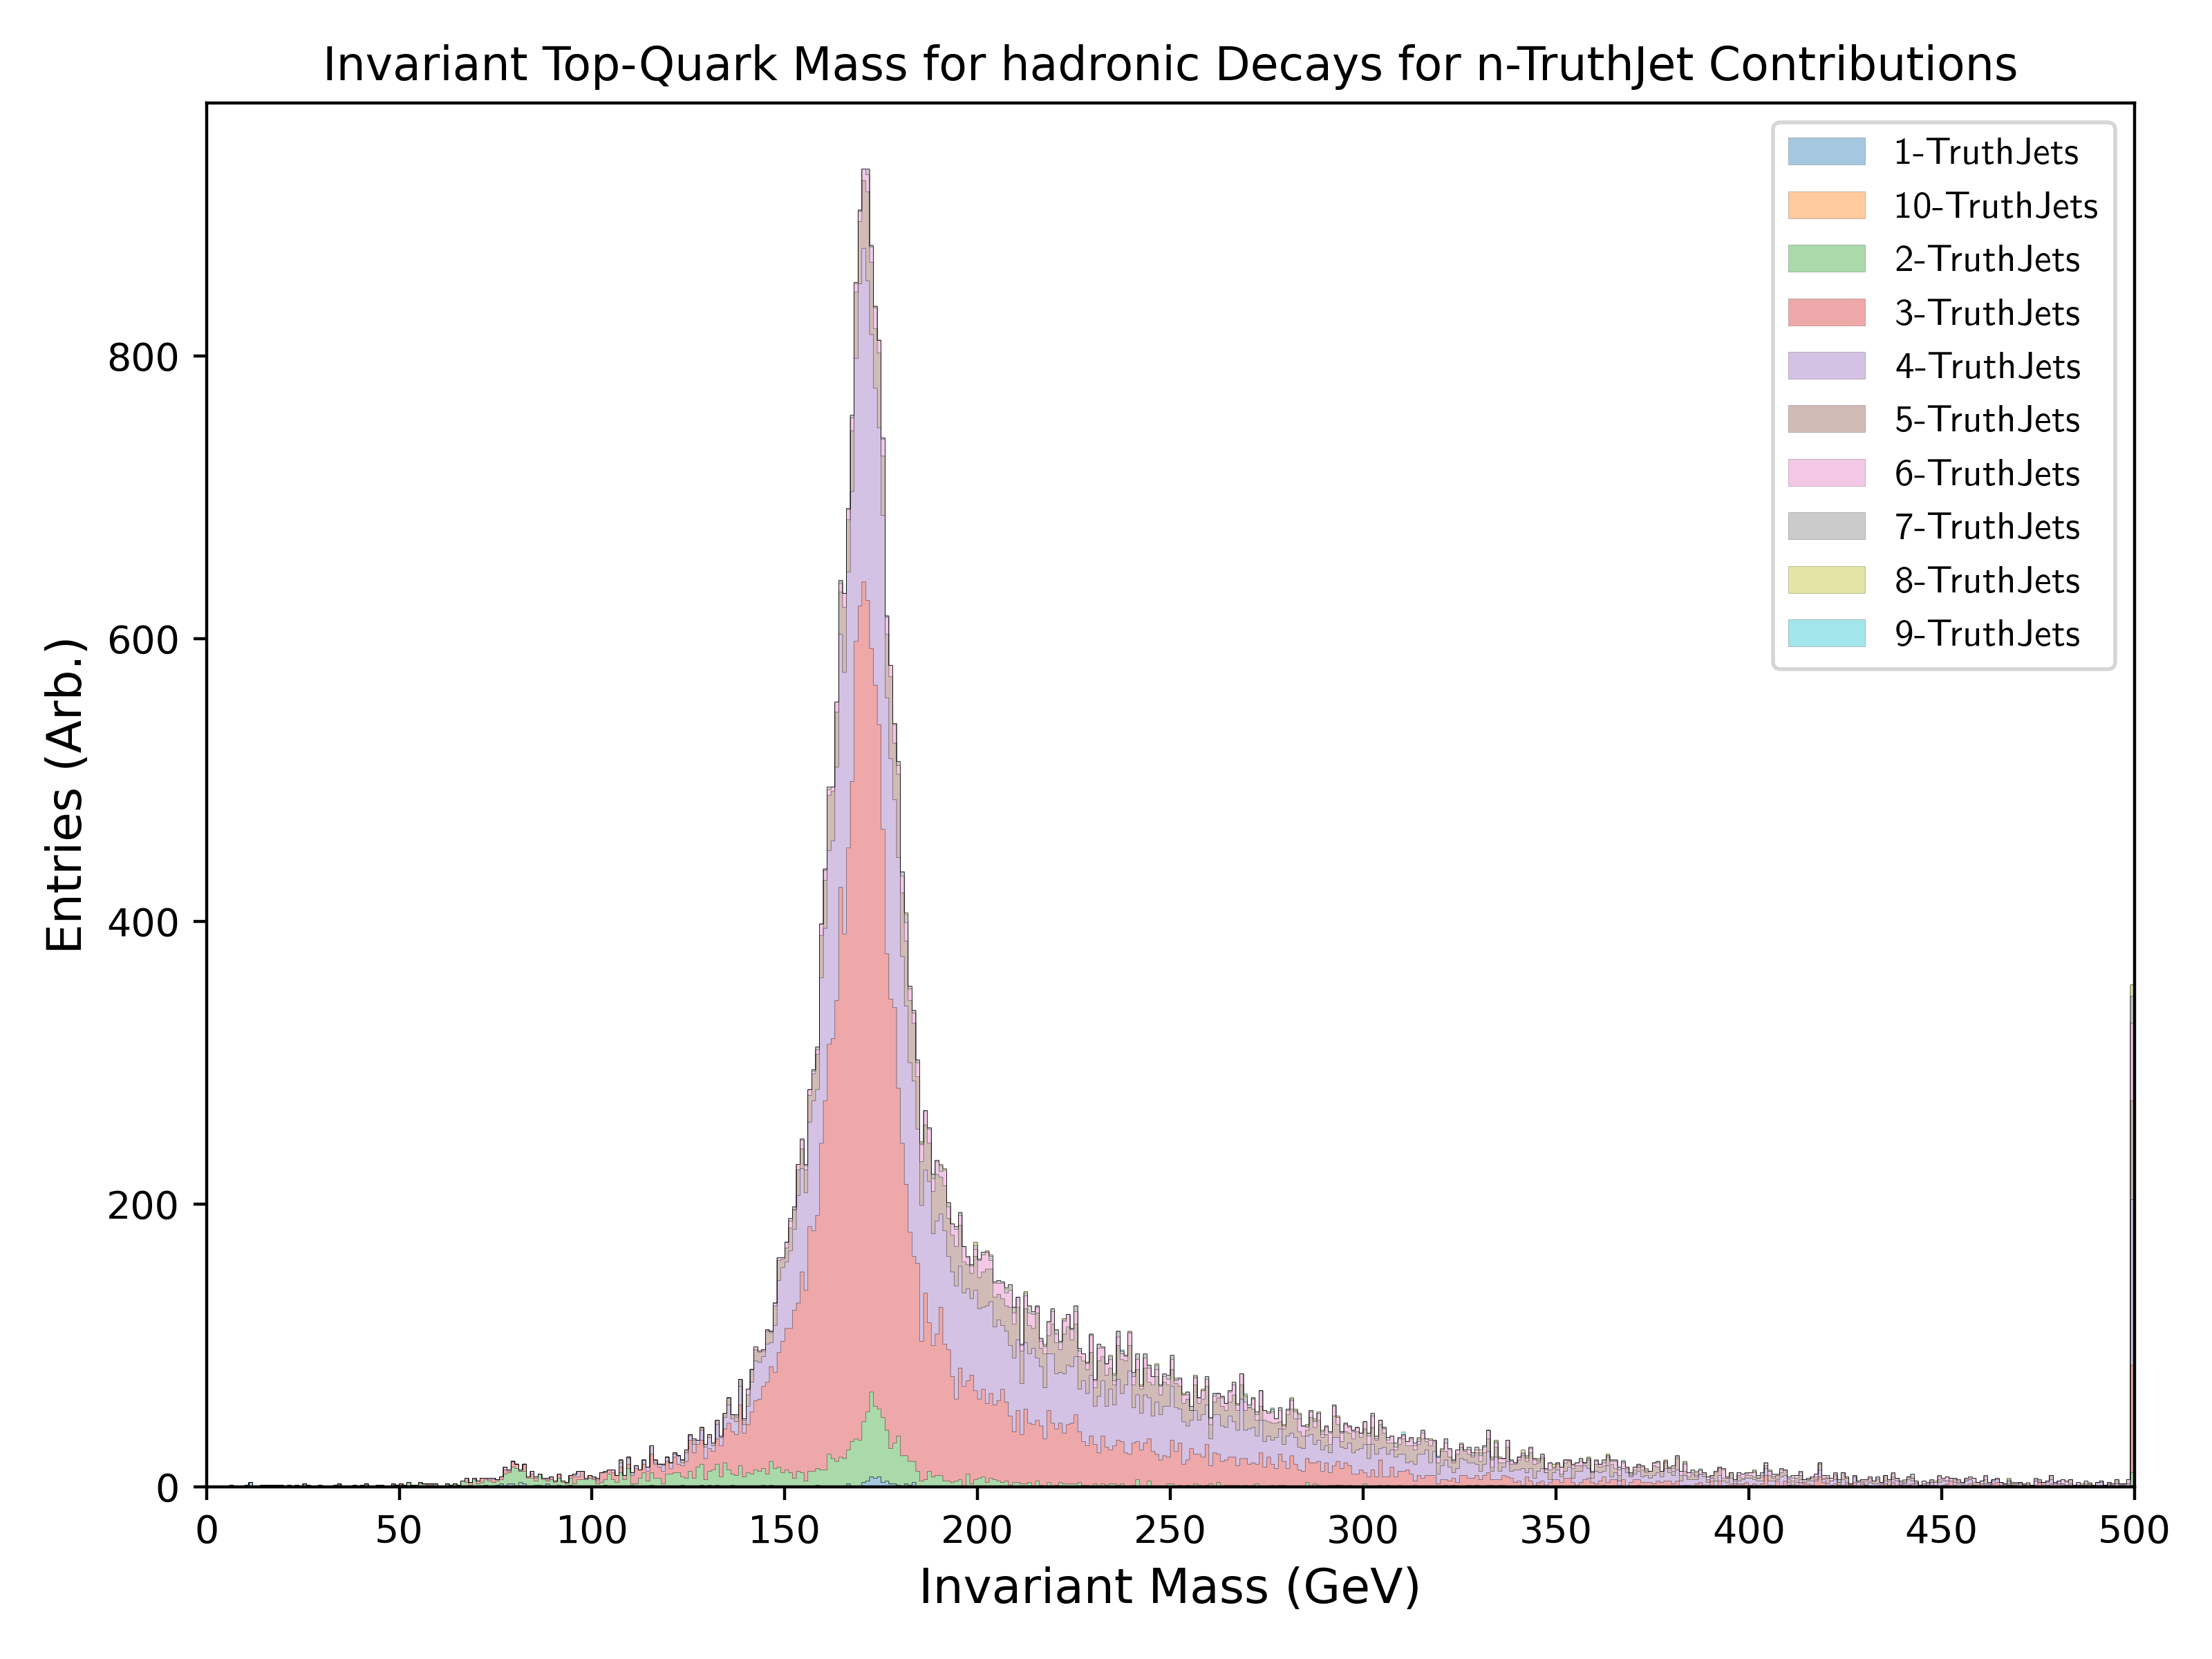 Invariant Top-Quark Mass for hadronic Decays for n-TruthJet Contributions
1-TruthJets
10-TruthJets
2-TruthJets
3-TruthJets
4-TruthJets
5-TruthJets
6-TruthJets
7-TruthJets
8-TruthJets
9-TruthJets
Entries (Arb.)
800
600
400
200
0
0 50 100 150 200 250 300 350 400 450 500
Invariant Mass (GeV)